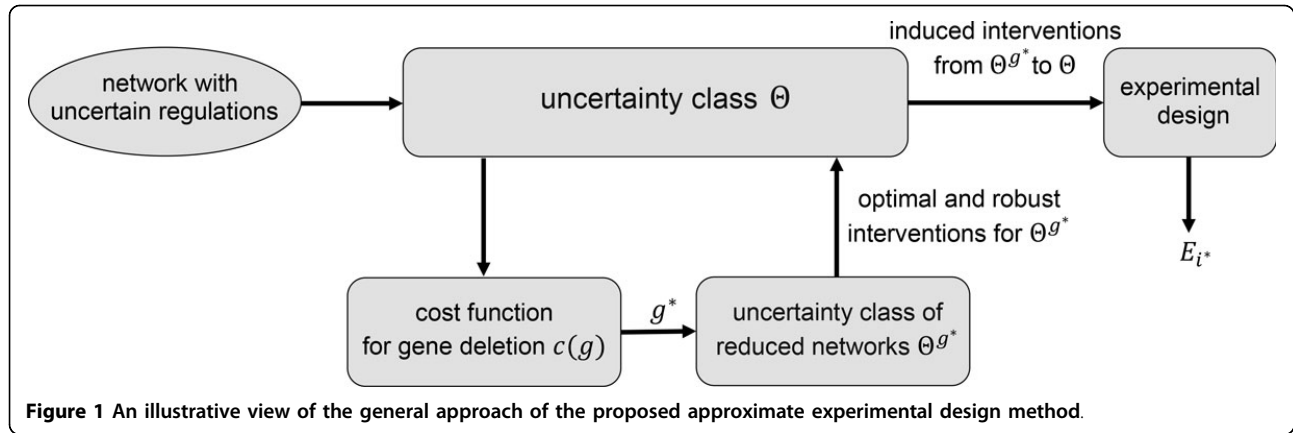 network with
uncertain regulations
uncertainty class Θ
induced interventions
from Θ^{g*} to Θ
experimental
design
optimal and robust
interventions for Θ^{g*}
E_{i*}
cost function
for gene deletion c(g)
g*
uncertainty class of
reduced networks Θ^{g*}
Figure 1 An illustrative view of the general approach of the proposed approximate experimental design method.